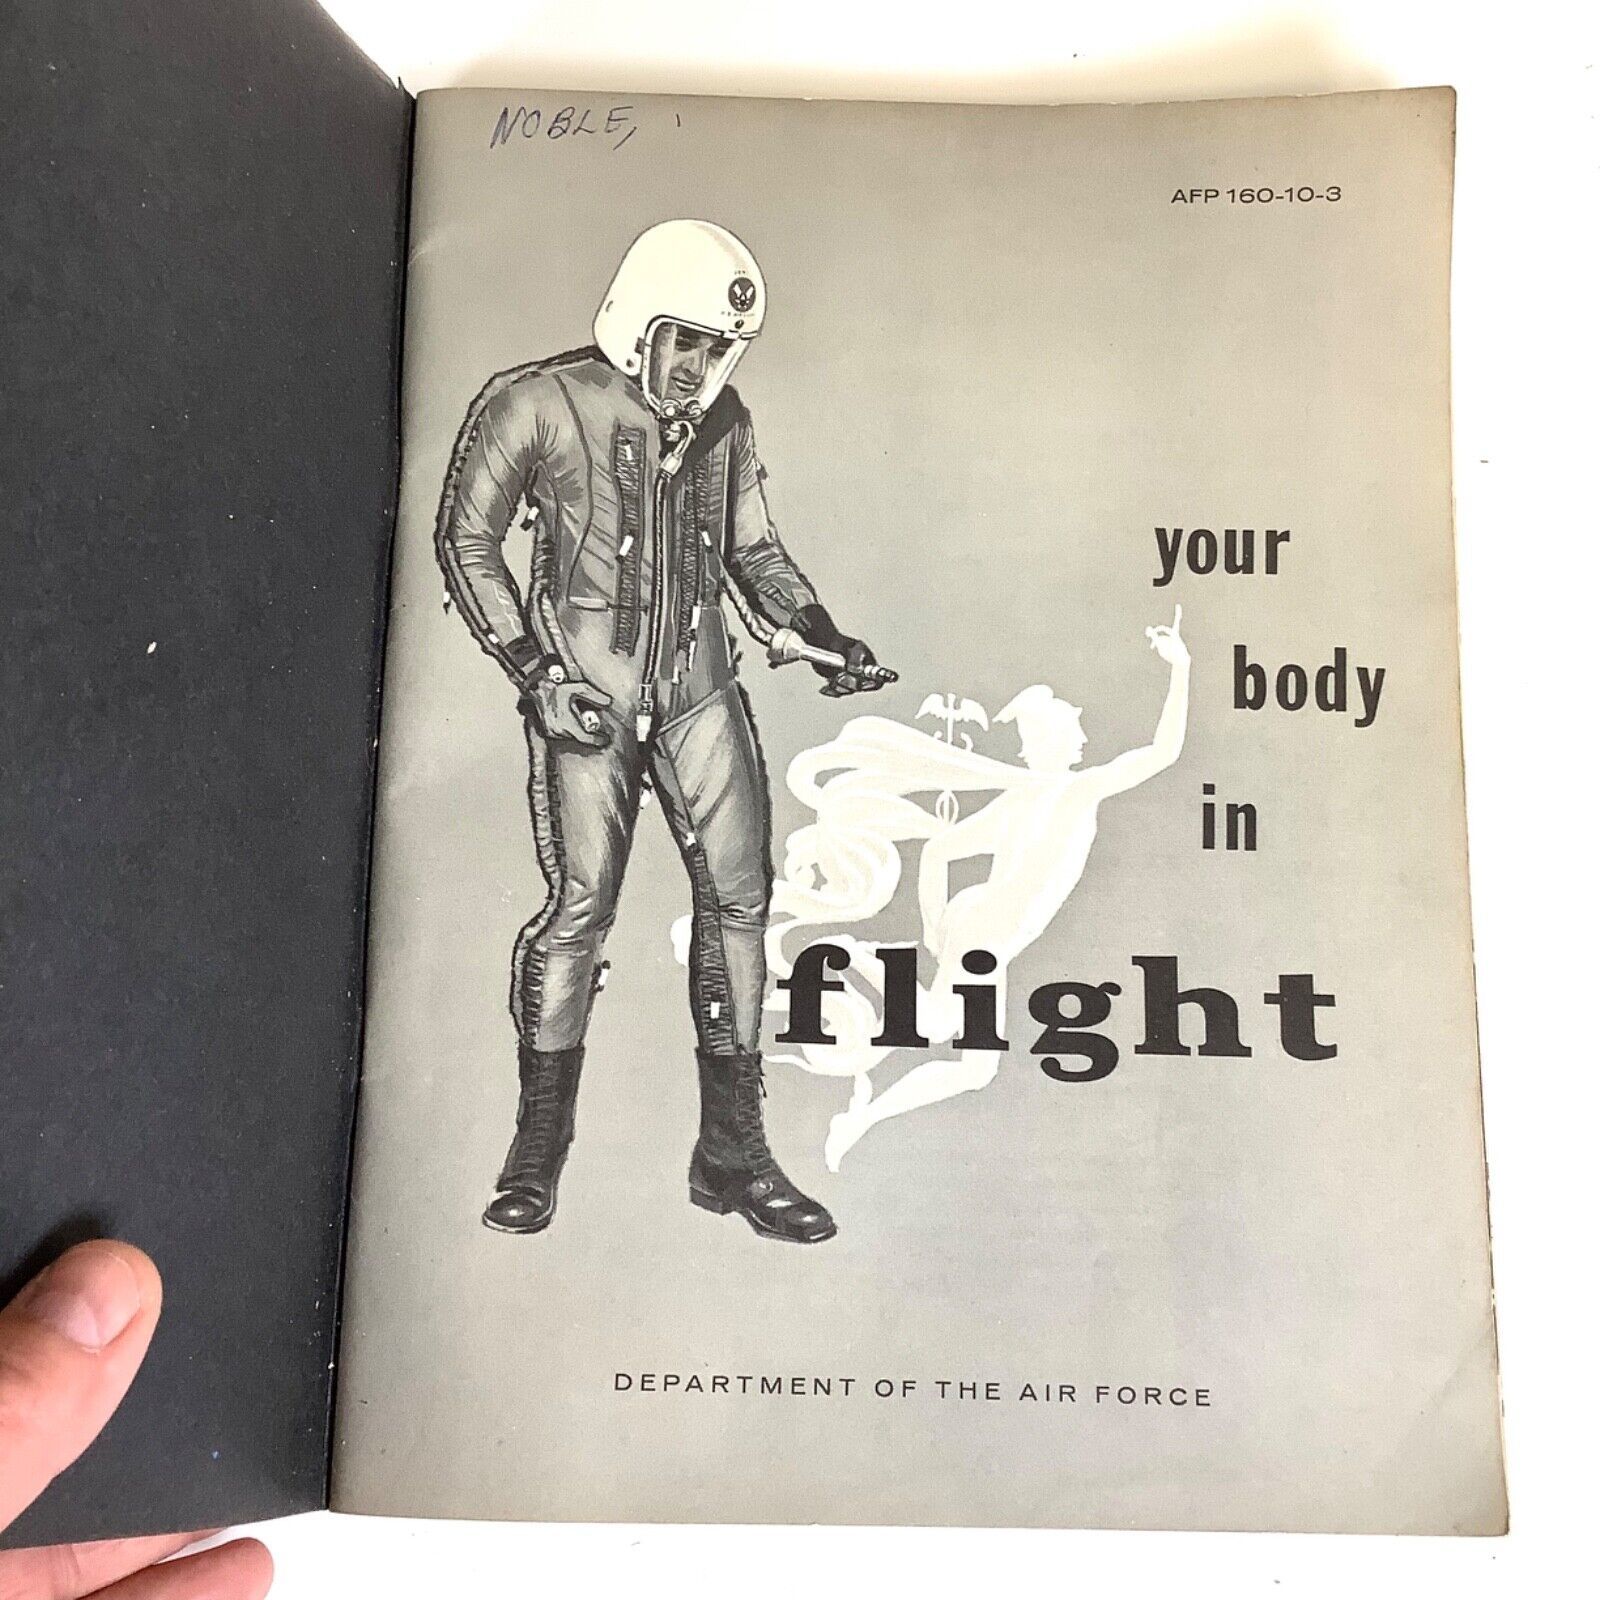 NOBLE,
AFP 160-10-3
your
body
in
flight
DEPARTMENT OF THE AIR FORCE